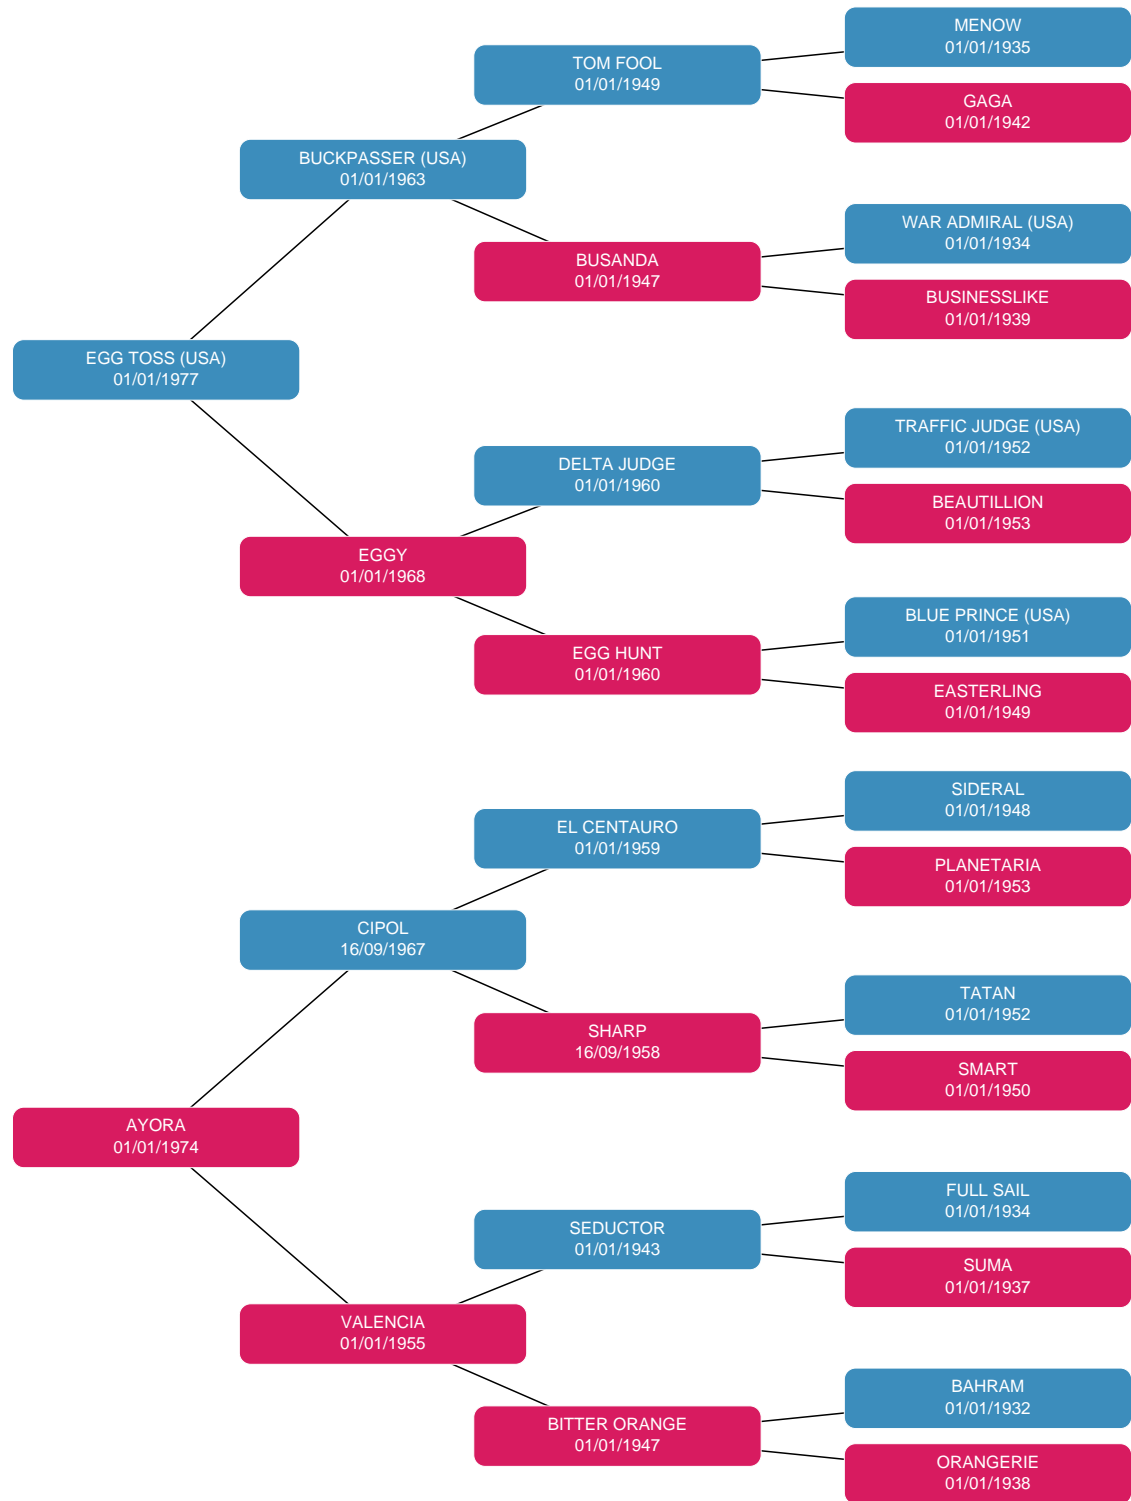 MENOW
01/01/1935
TOM FOOL
01/01/1949
GAGA
01/01/1942
BUCKPASSER (USA)
01/01/1963
WAR ADMIRAL (USA)
01/01/1934
BUSANDA
01/01/1947
BUSINESSLIKE
01/01/1939
EGG TOSS (USA)
01/01/1977
TRAFFIC JUDGE (USA)
01/01/1952
DELTA JUDGE
01/01/1960
BEAUTILLION
01/01/1953
EGGY
01/01/1968
BLUE PRINCE (USA)
01/01/1951
EGG HUNT
01/01/1960
EASTERLING
01/01/1949
SIDERAL
01/01/1948
EL CENTAURO
01/01/1959
PLANETARIA
01/01/1953
CIPOL
16/09/1967
TATAN
01/01/1952
SHARP
16/09/1958
SMART
01/01/1950
AYORA
01/01/1974
FULL SAIL
01/01/1934
SEDUCTOR
01/01/1943
SUMA
01/01/1937
VALENCIA
01/01/1955
BAHRAM
01/01/1932
BITTER ORANGE
01/01/1947
ORANGERIE
01/01/1938